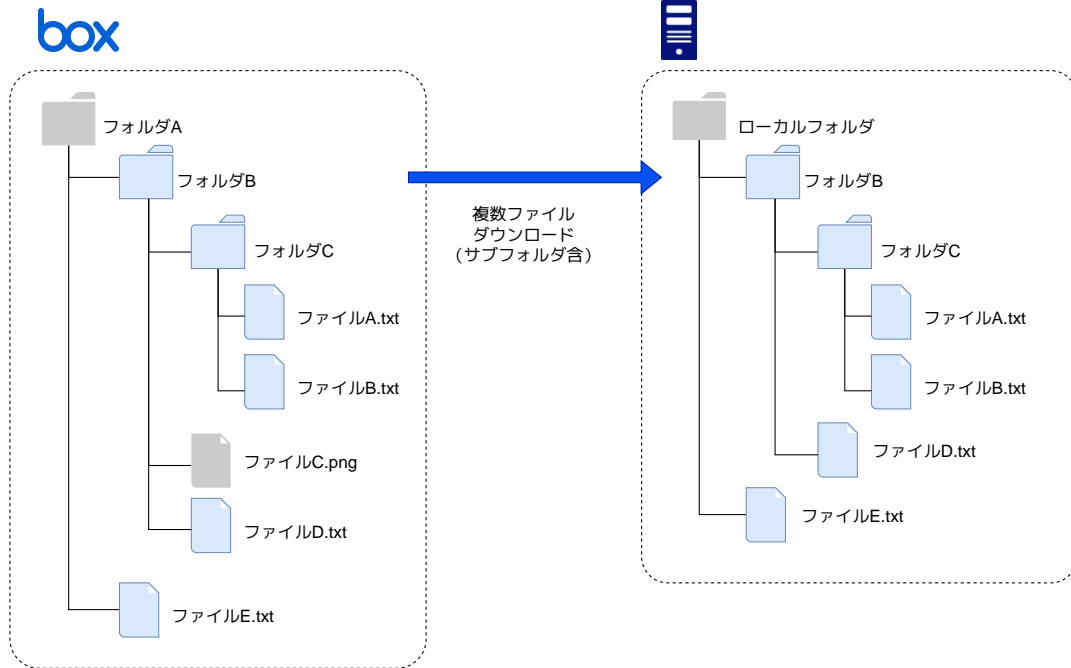 box
フォルダA
フォルダB
フォルダC
ファイルA.txt
ファイルB.txt
ファイルC.png
ファイルD.txt
ファイルE.txt
複数ファイル
ダウンロード
（サブフォルダ含）
ローカルフォルダ
フォルダB
フォルダC
ファイルA.txt
ファイルB.txt
ファイルD.txt
ファイルE.txt